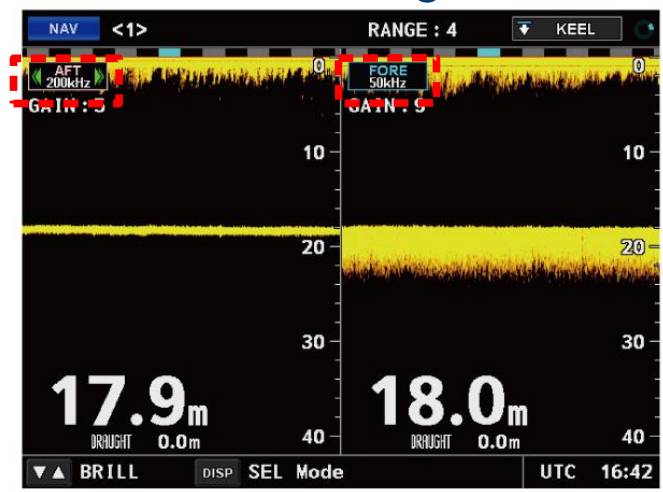 NAV <1> RANGE : 4 KEEL
AFT
200kHz
GAIN : 5
0
10
20
30
40
17.9m
DRAUGHT 0.0m
FORE
50kHz
GAIN : 9
0
10
20
30
40
18.0m
DRAUGHT 0.0m
▼▲ BRILL DISP SEL Mode UTC 16:42